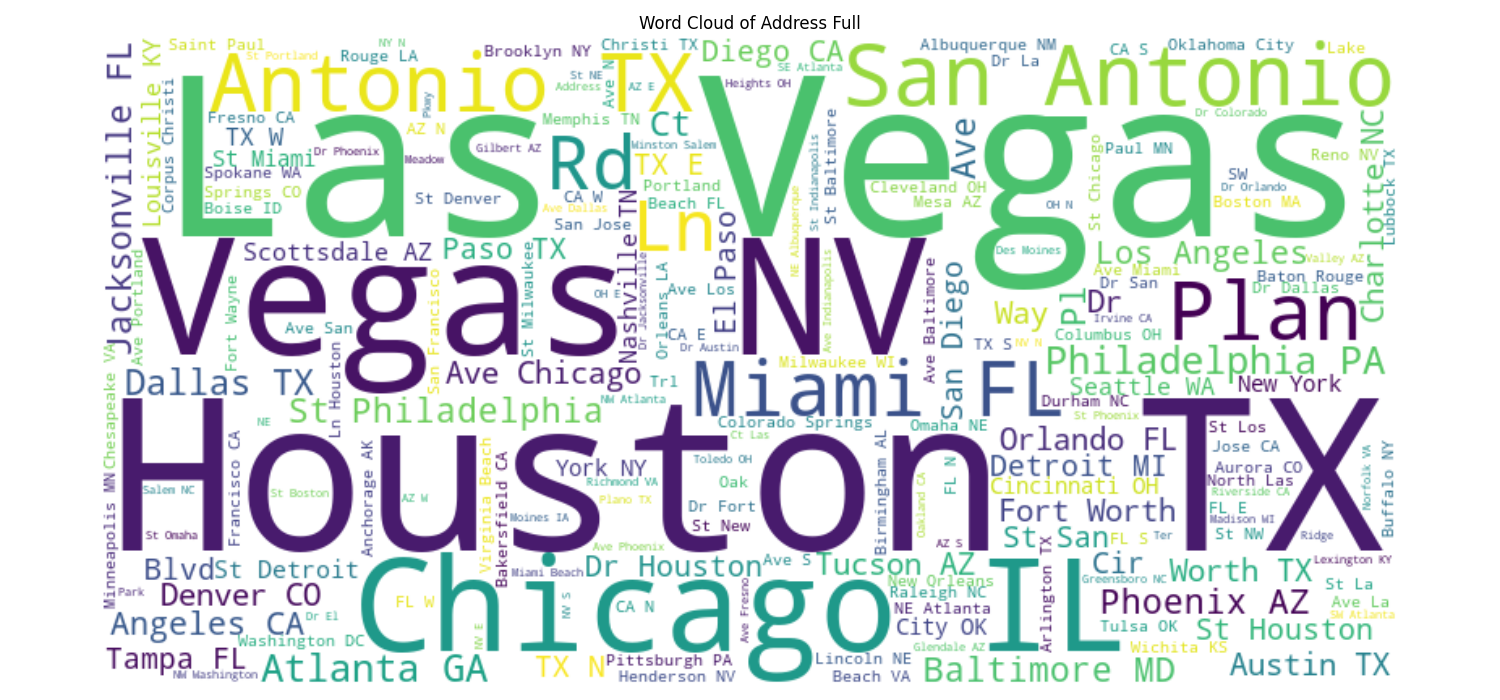 Word Cloud of Address Full
Jacksonville FL
Louisville KY
Saint Paul
St Portland
NY N
Rouge LA
Brooklyn NY
Christi TX
Diego CA
Albuquerque NM
CA S
Oklahoma City
Lake
Dr La
SE Atlanta
Antonio TX
San Antonio
St NE
Address
Ave N
AZ E
Heights OH
Corpus Christi
Las Vegas
Fresno CA
TX W
AZ N
Pkwy
Memphis TN
Ct
Dr Colorado
St Miami
Dr Phoenix
Meadow
Gilbert AZ
Rd
Winston Salem
TX E
Ave
St Baltimore
St Indianapolis
St Chicago
Paul MN
Reno NV
Charlotte NC
Lubbock TX
Spokane WA
Springs CO
Boise ID
St Denver
CA W
Ave Dallas
San Jose
Portland
Beach FL
Cleveland OH
Mesa AZ
OH N
SW
Dr Orlando
Boston MA
Ln
NE Albuquerque
Vegas NV
Scottsdale AZ
Paso TX
Nashville TN
El Paso
Des Moines
Los Angeles
Valley AZ
Ave Portland
Fort Wayne
San Francisco
St Milwaukee
OH E
Dr Jacksonville
Orleans LA
Ave Los
Ave Indianapolis
Ave Baltimore
San Diego
Ave Miami
Dr San
Baton Rouge
Dr Dallas
Pl
Dr
Plan
Way
Irvine CA
Ave San
CA E
Dr Austin
TX S
NV N
Columbus OH
Chesapeake VA
Dallas TX
Ln Houston
Ave Chicago
Trl
Milwaukee WI
Miami FL
Philadelphia PA
Seattle WA
New York
St Philadelphia
NW Atlanta
Durham NC
St Phoenix
NE
Colorado Springs
Ct Las
Omaha NE
St Los
Houston TX
Francisco CA
Anchorage AK
Virginia Beach
Bakersfield CA
York NY
Toledo OH
Birmingham AL
Oakland CA
FL N
Orlando FL
Jose CA
Detroit MI
Aurora CO
North Las
Cincinnati OH
Riverside CA
Norfolk VA
Buffalo NY
Minneapolis MN
Salem NC
St Boston
AZ W
Richmond VA
Oak
Plano TX
Moines IA
Dr Fort
St New
Fort Worth
FL E
Madison WI
St Omaha
Ave Phoenix
AZ S
St San
FL S
Ter
St NW
Ridge
Blvd
St Detroit
Miami Beach
Dr Houston
Ave S
Tucson AZ
Arlington TX
Cir
Worth TX
Lexington KY
Chicago IL
New Orleans
Greensboro NC
St La
Park
Denver CO
FL W
NV S
CA N
Ave Fresno
Raleigh NC
NE Atlanta
Phoenix AZ
Ave La
SW Atlanta
Angeles CA
Dr El
City OK
Tulsa OK
St Houston
Washington DC
NV E
Glendale AZ
Wichita KS
Tampa FL
NW Washington
Atlanta GA
TX N
Pittsburgh PA
Henderson NV
Lincoln NE
Beach VA
Baltimore MD
Austin TX